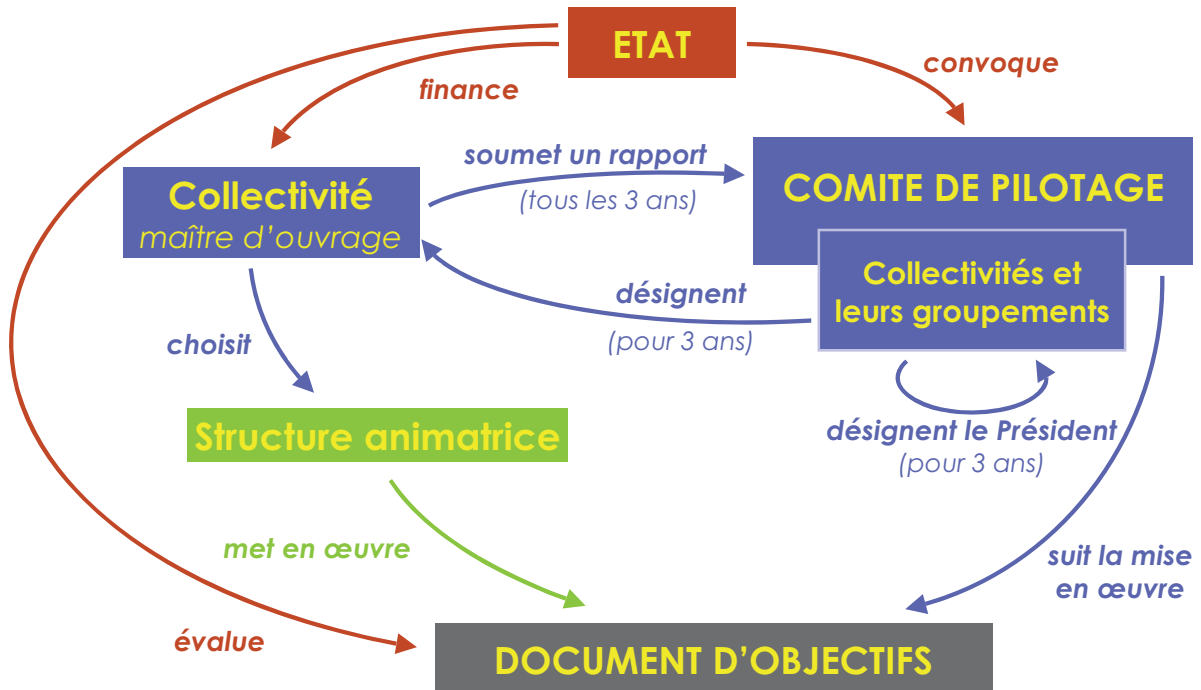 ETAT
convoque
finance
soumet un rapport
(tous les 3 ans)
COMITE DE PILOTAGE
Collectivité
maître d’ouvrage
Collectivités et
leurs groupements
désignent
(pour 3 ans)
choisit
Structure animatrice
désignent le Président
(pour 3 ans)
met en œuvre
suit la mise
en œuvre
évalue
DOCUMENT D’OBJECTIFS